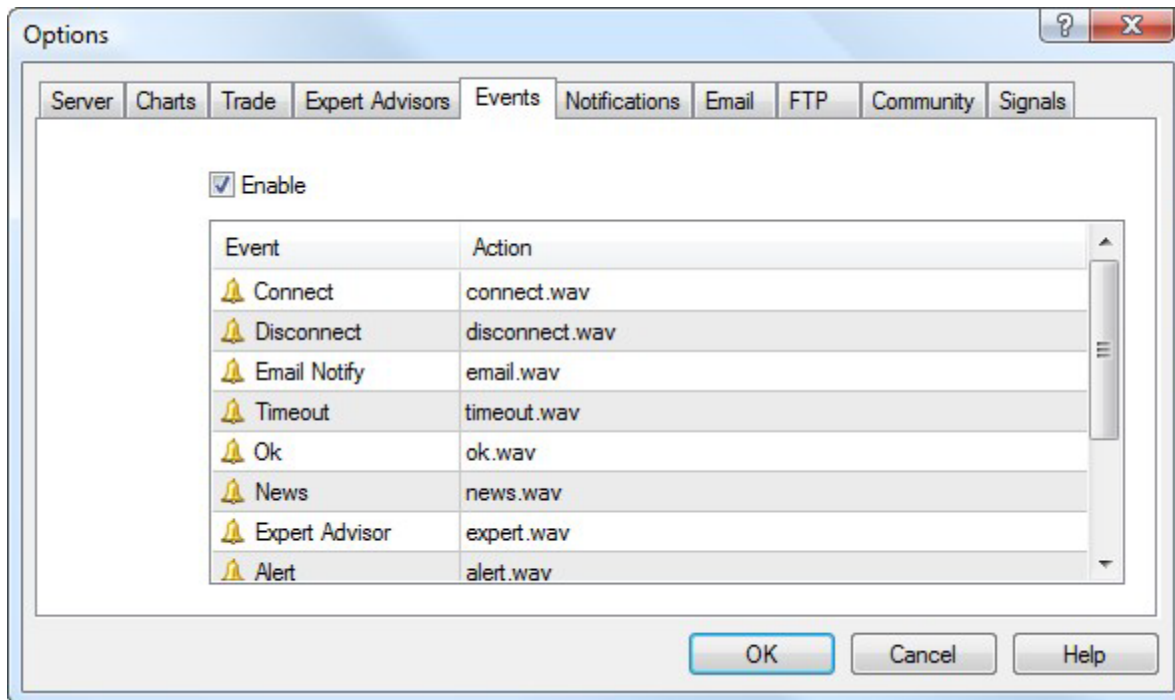 Options
Server Charts Trade Expert Advisors Events Notifications Email FTP Community Signals
Enable
Event Action
Connect connect.wav
Disconnect disconnect.wav
Email Notify email.wav
Timeout timeout.wav
Ok ok.wav
News news.wav
Expert Advisor expert.wav
Alert alert.wav
OK Cancel Help